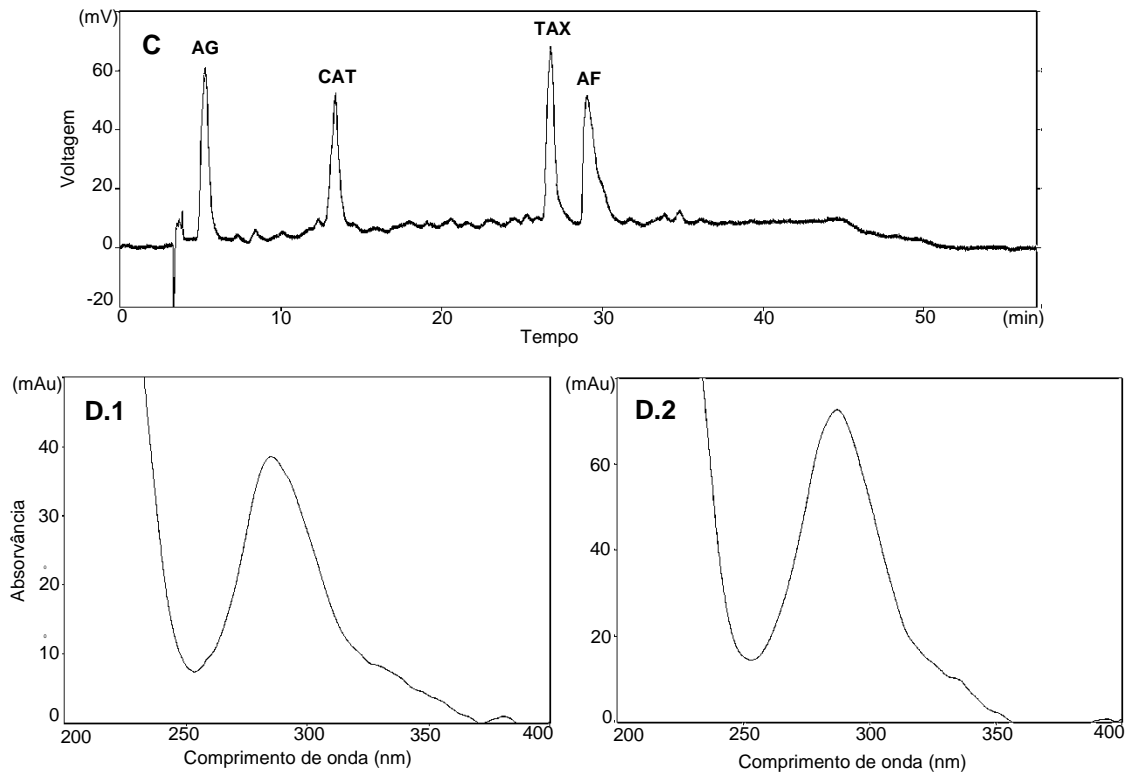 (mV)
C
AG
CAT
TAX
AF
60
40
20
0
-20
Voltagem
0
10
20
30
40
50
(min)
Tempo
(mAu)
D.1
40
30
20
10
0
Absorvância
200
250
300
350
400
Comprimento de onda (nm)
(mAu)
D.2
60
40
20
0
200
250
300
350
400
Comprimento de onda (nm)